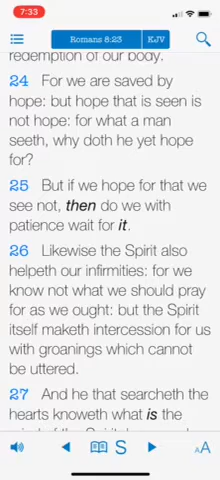 7:33
Romans 8:23 KJV
redemption of our body.
24 For we are saved by
hope: but hope that is seen is
not hope: for what a man
seeth, why doth he yet hope
for?
25 But if we hope for that we
see not, then do we with
patience wait for it.
26 Likewise the Spirit also
helpeth our infirmities: for we
know not what we should pray
for as we ought: but the Spirit
itself maketh intercession for us
with groanings which cannot
be uttered.
27 And he that searcheth the
hearts knoweth what is the
S AA